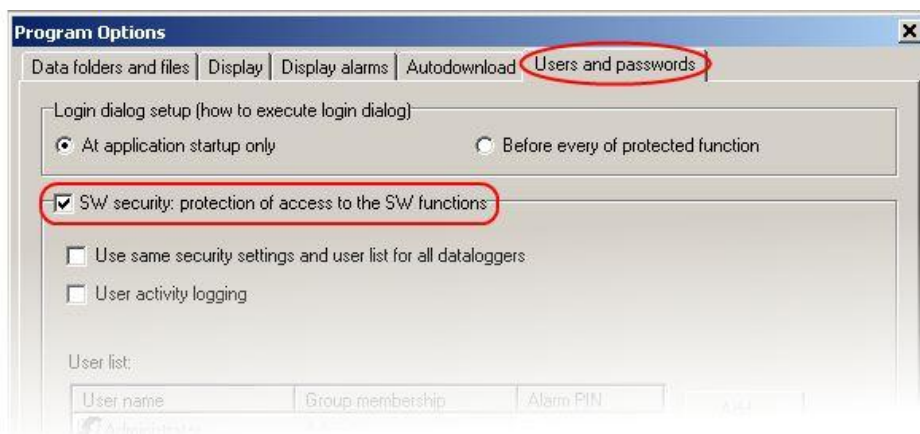 Program Options
Data folders and files Display Display alarms Autodownload Users and passwords
Login dialog setup (how to execute login dialog)
At application startup only Before every of protected function
SW security: protection of access to the SW functions
Use same security settings and user list for all dataloggers
User activity logging
User list:
User name Group membership Alarm PIN Add
Administrator